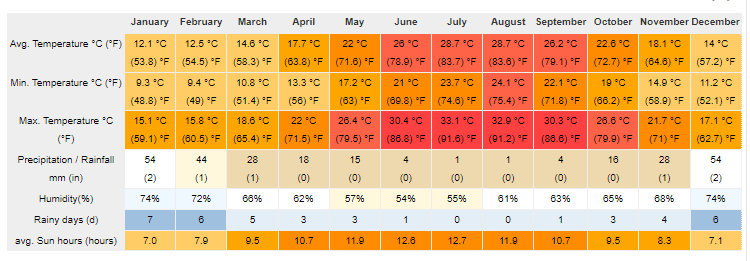 January February March April May June July August September October November December
Avg. Temperature °C (°F) 12.1 °C 12.5 °C 14.6 °C 17.7 °C 22 °C 26 °C 28.7 °C 28.7 °C 26.2 °C 22.6 °C 18.1 °C 14 °C
(53.8) °F (54.5) °F (58.3) °F (63.8) °F (71.6) °F (78.9) °F (83.7) °F (83.6) °F (79.1) °F (72.7) °F (64.6) °F (57.2) °F
Min. Temperature °C (°F) 9.3 °C 9.4 °C 10.8 °C 13.3 °C 17.2 °C 21 °C 23.7 °C 24.1 °C 22.1 °C 19 °C 14.9 °C 11.2 °C
(48.8) °F (49) °F (51.4) °F (56) °F (63) °F (69.8) °F (74.6) °F (75.4) °F (71.8) °F (66.2) °F (58.9) °F (52.1) °F
Max. Temperature °C 15.1 °C 15.8 °C 18.6 °C 22 °C 26.4 °C 30.4 °C 33.1 °C 32.9 °C 30.3 °C 26.6 °C 21.7 °C 17.1 °C
(°F) (59.1) °F (60.5) °F (65.4) °F (71.5) °F (79.5) °F (86.8) °F (91.6) °F (91.2) °F (86.6) °F (79.9) °F (71) °F (62.7) °F
Precipitation / Rainfall 54 44 28 18 15 4 1 1 4 16 28 54
mm (in) (2) (1) (1) (0) (0) (0) (0) (0) (0) (0) (1) (2)
Humidity(%) 74% 72% 66% 62% 57% 54% 55% 61% 63% 65% 68% 74%
Rainy days (d) 7 6 5 3 3 1 0 0 1 3 4 6
avg. Sun hours (hours) 7.0 7.9 9.5 10.7 11.9 12.6 12.7 11.9 10.7 9.5 8.3 7.1